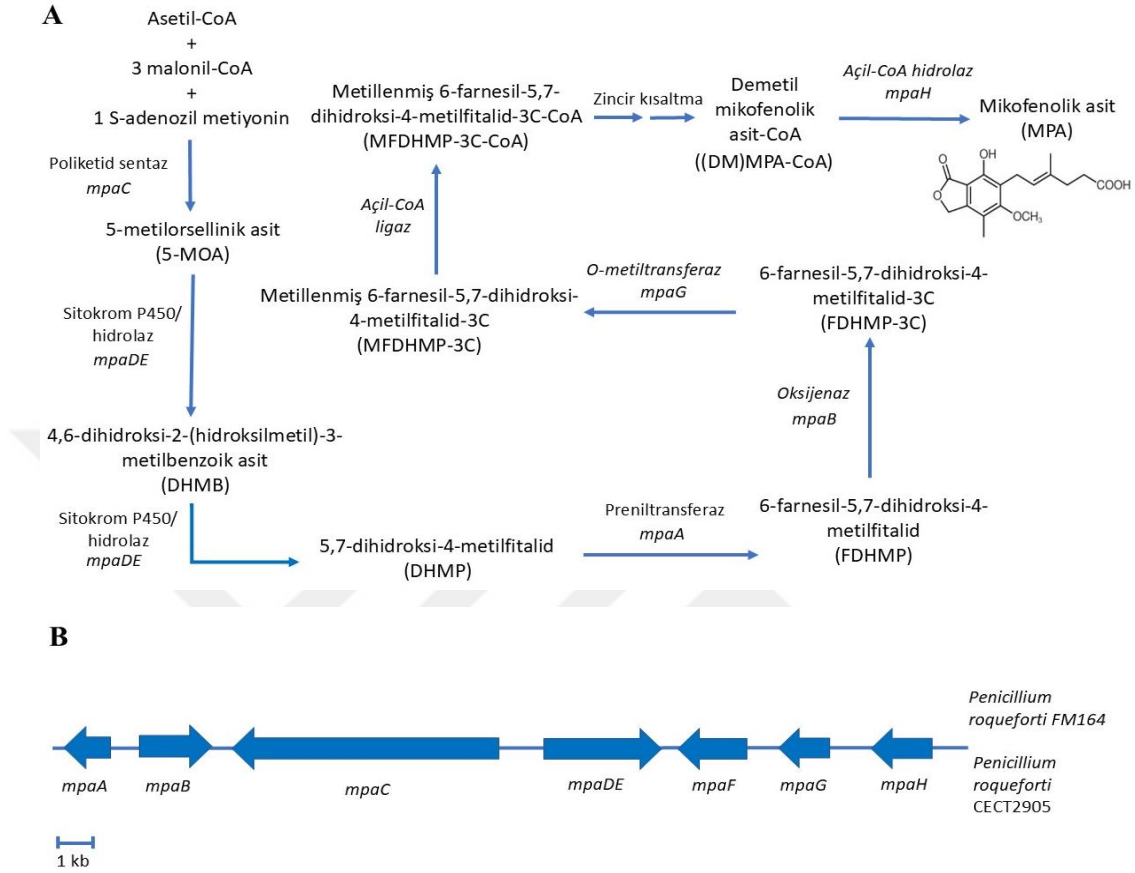 A
Asetil-CoA
+
3 malonil-CoA
+
1 S-adenozil metiyonin
Poliketid sentaz
mpaC
5-metilorsellinik asit
(5-MOA)
Sitokrom P450/
hidrolaz
mpaDE
4,6-dihidroksi-2-(hidroksilmetil)-3-
metilbenzoik asit
(DHMB)
Sitokrom P450/
hidrolaz
mpaDE
5,7-dihidroksi-4-metilfitalid
(DHMP)
Preniltransferaz
mpaA
6-farnesil-5,7-dihidroksi-4-
metilfitalid
(FDHMP)
Oksijenaz
mpaB
6-farnesil-5,7-dihidroksi-4-
metilfitalid-3C
(FDHMP-3C)
O-metiltransferaz
mpaG
Metillenmiş 6-farnesil-5,7-dihidroksi-
4-metilfitalid-3C
(MFDHMP-3C)
Açil-CoA
ligaz
Metillenmiş 6-farnesil-5,7-
dihidroksi-4-metilfitalid-3C-CoA
(MFDHMP-3C-CoA)
Zincir kısaltma
Demetil
mikofenolik
asit-CoA
((DM)MPA-CoA)
Açil-CoA hidrolaz
mpaH
Mikofenolik asit
(MPA)
O
OH
O
COOH
OCH3
B
mpaA
mpaB
mpaC
mpaDE
mpaF
mpaG
mpaH
Penicillium
roqueforti FM164
Penicillium
roqueforti
CECT2905
1 kb